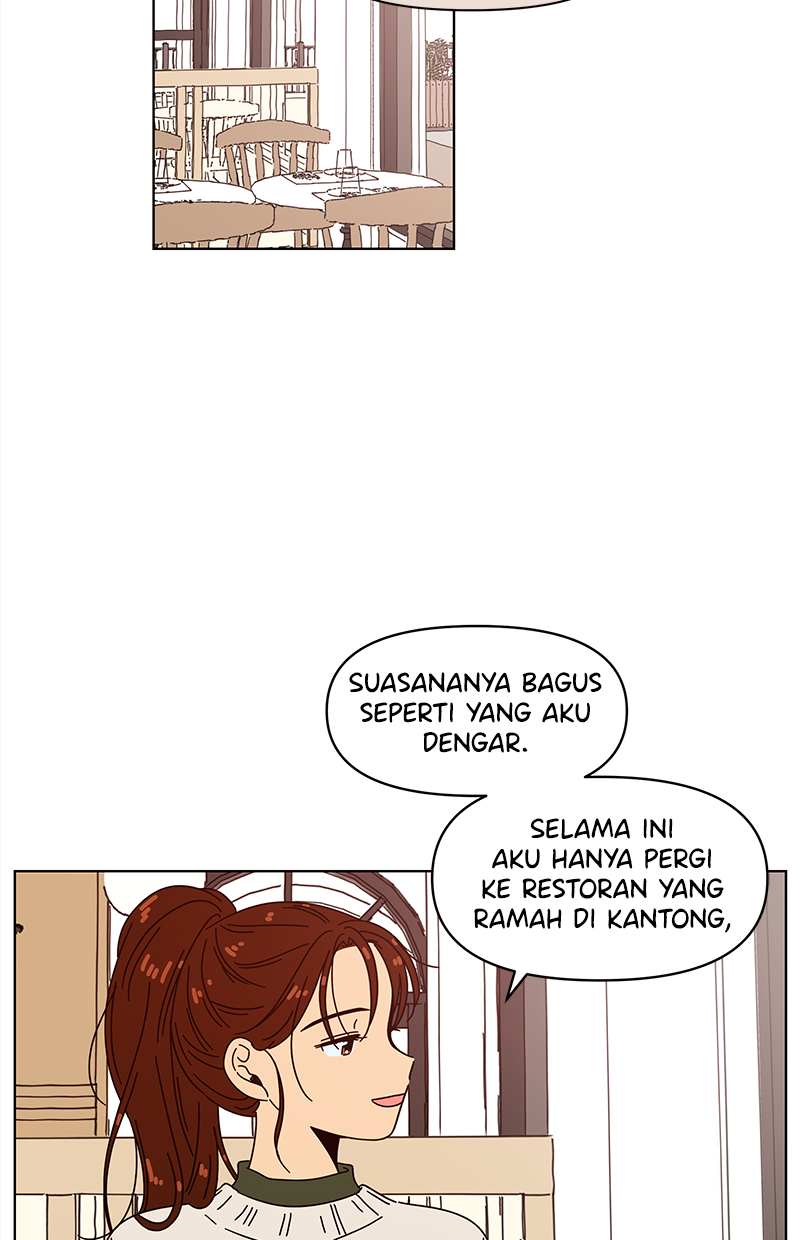 SUASANANYA BAGUS
SEPERTI YANG AKU
DENGAR.
SELAMA INI
AKU HANYA PERGI
KE RESTORAN YANG
RAMAH DI KANTONG,